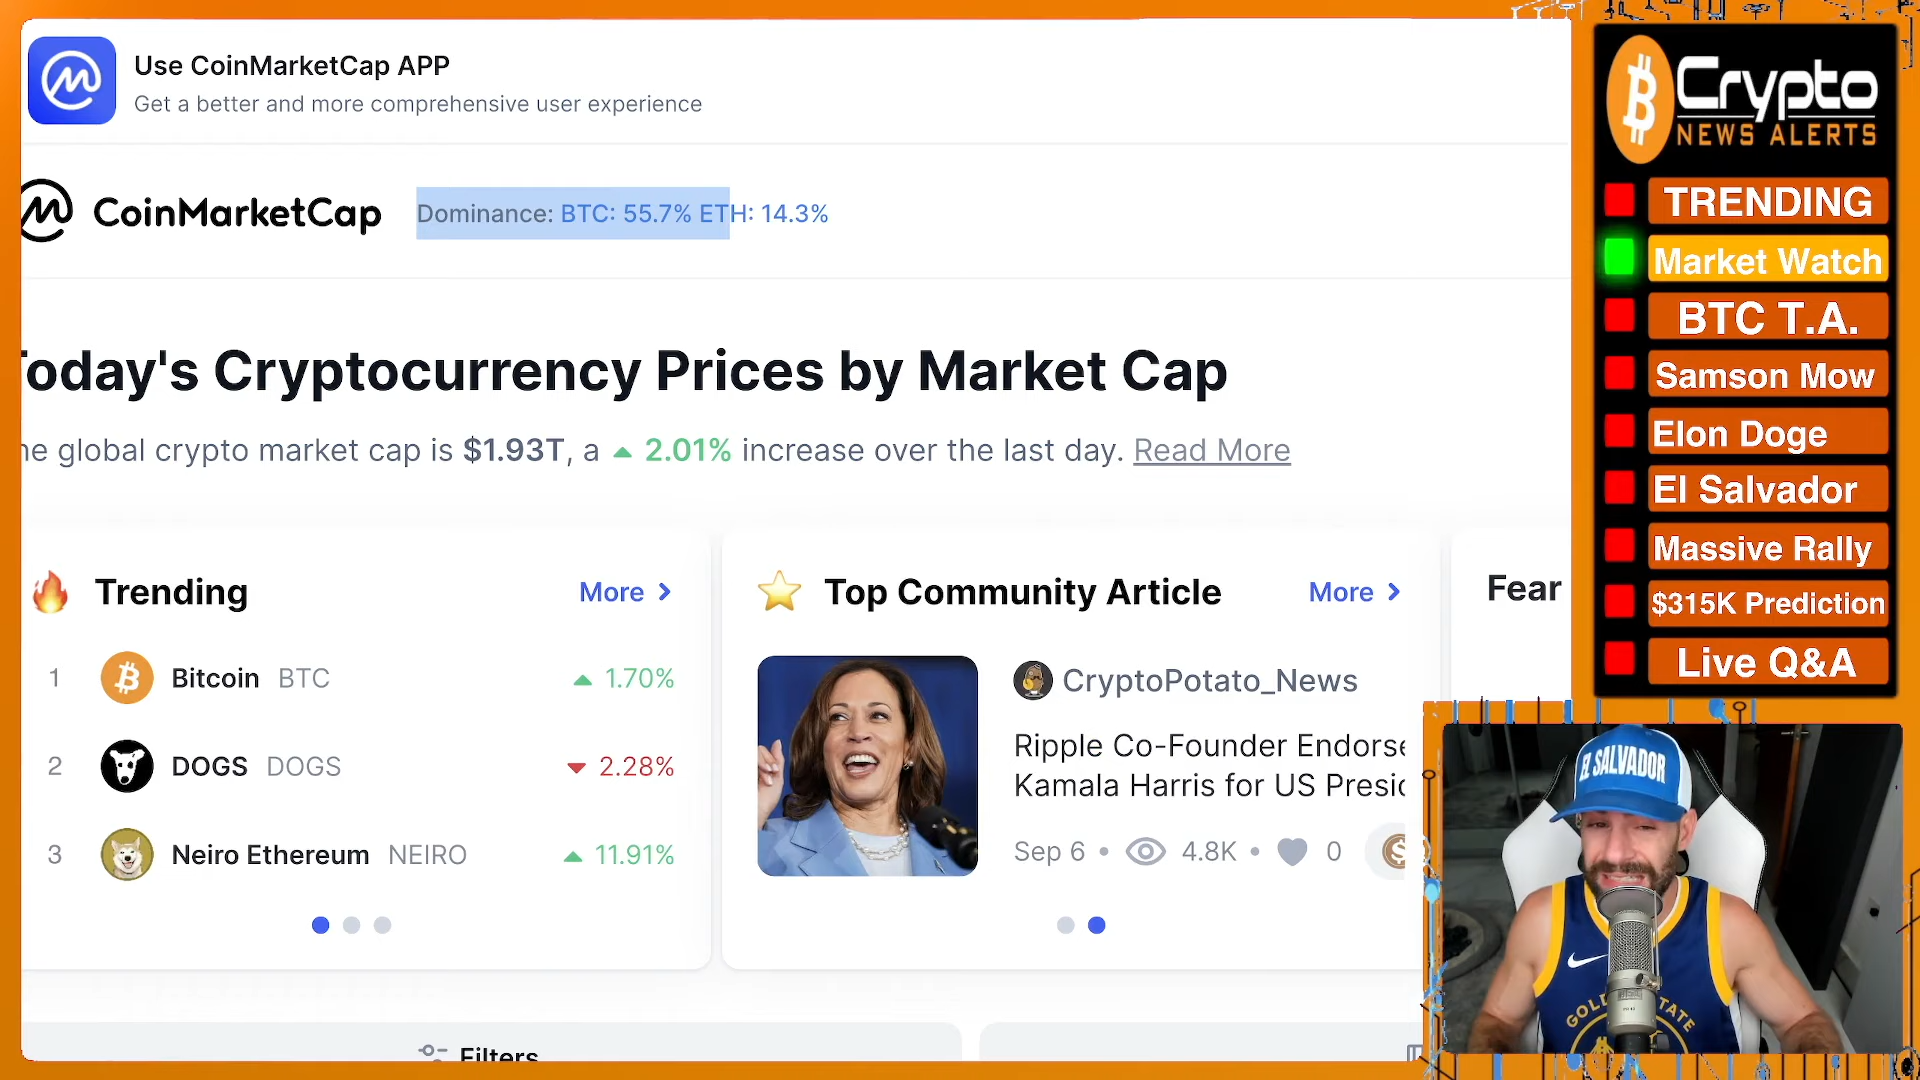 Use CoinMarketCap APP
Get a better and more comprehensive user experience
CoinMarketCap
Dominance: BTC: 55.7% ETH: 14.3%
Today's Cryptocurrency Prices by Market Cap
he global crypto market cap is $1.93T, a 2.01% increase over the last day. Read More
Trending
More
1 Bitcoin BTC 1.70%
2 DOGS DOGS 2.28%
3 Neiro Ethereum NEIRO 11.91%
Top Community Article
More
CryptoPotato_News
Ripple Co-Founder Endorse
Kamala Harris for US Presid
Sep 6 • 4.8K • 0
Fear
Filters
Crypto
NEWS ALERTS
TRENDING
Market Watch
BTC T.A.
Samson Mow
Elon Doge
El Salvador
Massive Rally
$315K Prediction
Live Q&A
EL SALVADOR